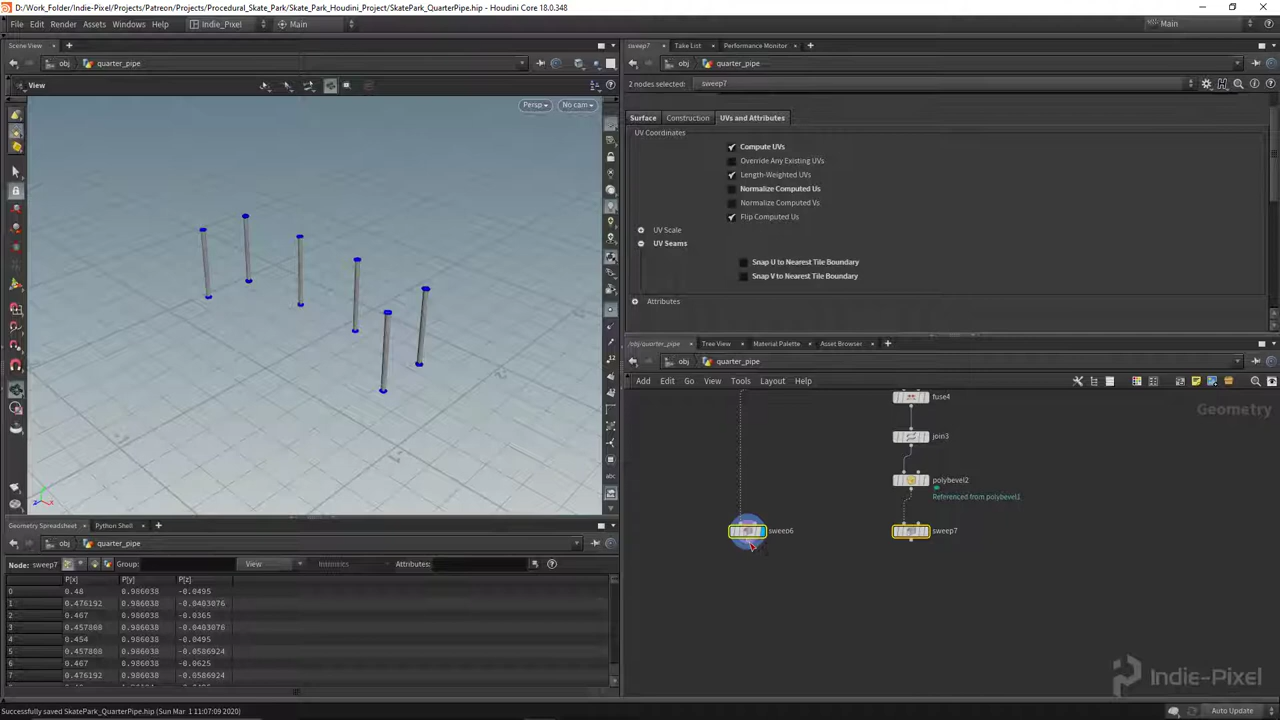 D:/Work_Folder/Indie-Pixel/Projects/Patreon/Projects/Procedural_Skate_Park/Skate_Park_Houdini_Project/SkatePark_QuarterPipe.hip - Houdini Core 18.0.348
File Edit Render Assets Windows Help Indie_Pixel Main Main
Scene View
obj quarter_pipe
View
Persp No cam
Geometry Spreadsheet Python Shell
obj quarter_pipe
Node: sweep7 Group: View Intrinsics Attributes:
P[x] P[y] P[z]
0 0.48 0.986038 -0.0495
1 0.476192 0.986038 -0.0403076
2 0.467 0.986038 -0.0365
3 0.457808 0.986038 -0.0403076
4 0.454 0.986038 -0.0495
5 0.457808 0.986038 -0.0586924
6 0.467 0.986038 -0.0625
7 0.476192 0.986038 -0.0586924
Successfully saved SkatePark_QuarterPipe.hip (Sun Mar 1 11:07:09 2020)
sweep7 Take List Performance Monitor
obj quarter_pipe
2 nodes selected: sweep7
Surface Construction UVs and Attributes
UV Coordinates
Compute UVs
Override Any Existing UVs
Length-Weighted UVs
Normalize Computed Us
Normalize Computed Vs
Flip Computed Us
UV Scale
UV Seams
Snap U to Nearest Tile Boundary
Snap V to Nearest Tile Boundary
Attributes
/obj/quarter_pipe Tree View Material Palette Asset Browser
obj quarter_pipe
Add Edit Go View Tools Layout Help
Geometry
fuse4
join3
polybevel2
Referenced from polybevel1
sweep6
sweep7
Indie-Pixel
Auto Update